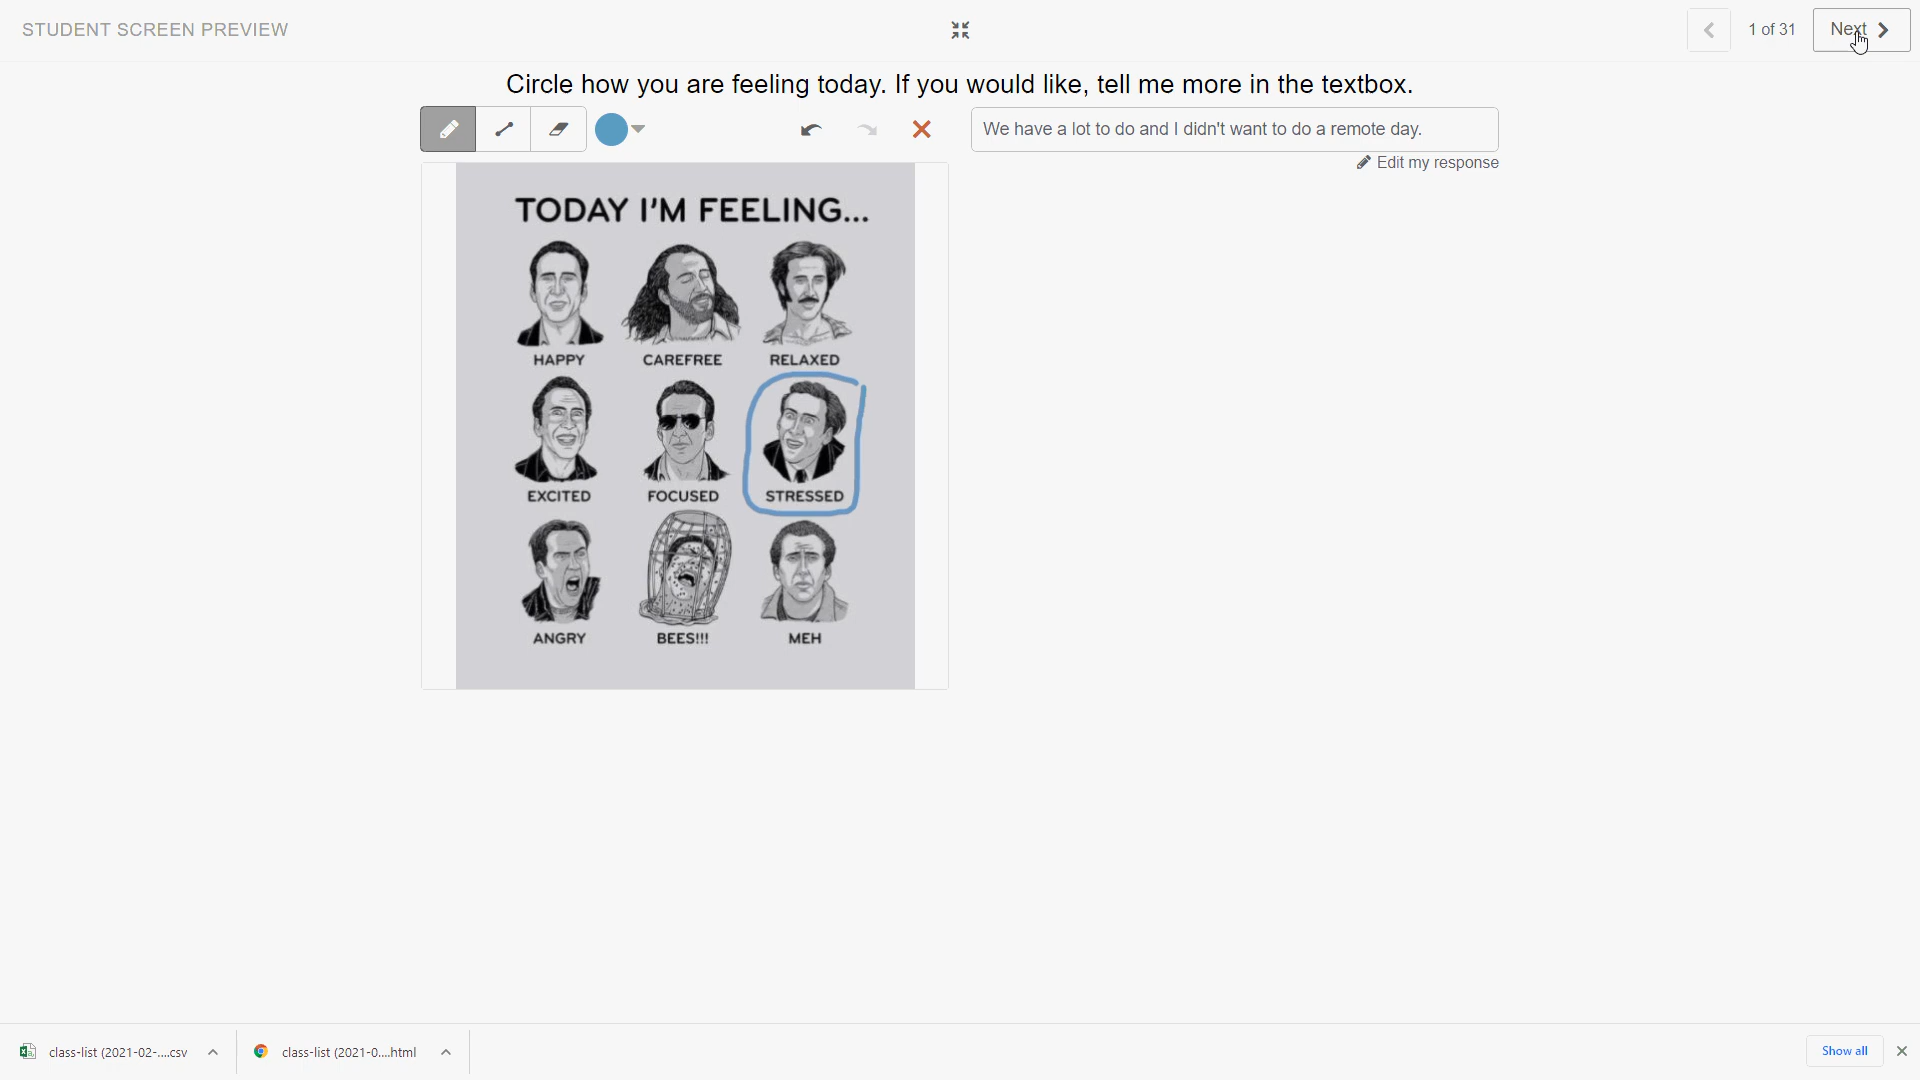 STUDENT SCREEN PREVIEW
1 of 31
Next
Circle how you are feeling today. If you would like, tell me more in the textbox.
We have a lot to do and I didn't want to do a remote day.
Edit my response
TODAY I'M FEELING...
HAPPY CAREFREE RELAXED
EXCITED FOCUSED STRESSED
ANGRY BEES!!! MEH
class-list (2021-02-....csv
class-list (2021-0....html
Show all